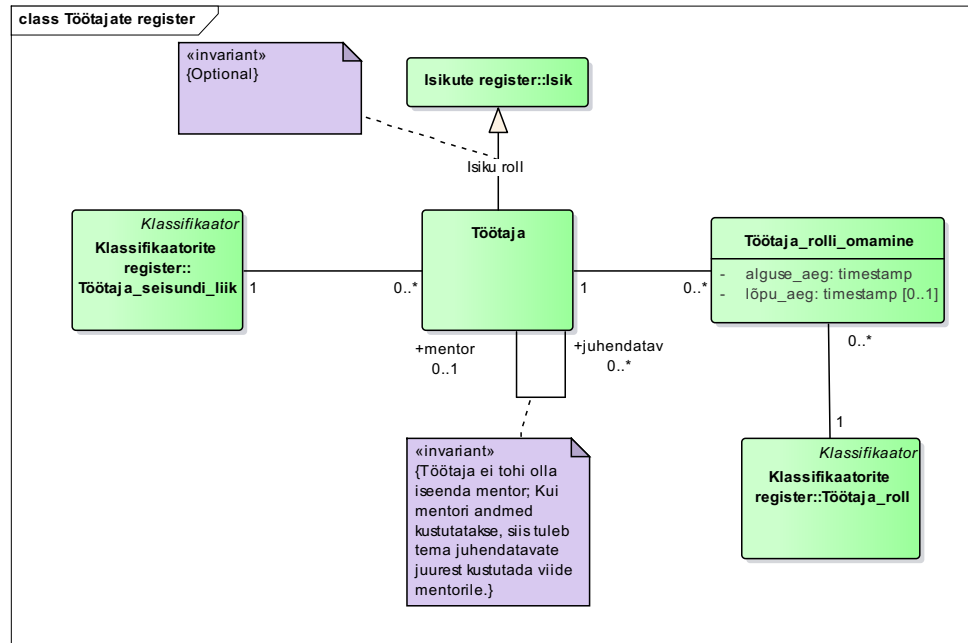 class Töötajate register
«invariant»
{Optional}
Isikute register::Isik
Isiku roll
Klassifikaator
Klassifikaatorite
register::
Töötaja_seisundi_liik
1
0..*
Töötaja
1
0..*
Töötaja_rolli_omamine
- alguse_aeg: timestamp
- lõpu_aeg: timestamp [0..1]
+mentor
0..1
+juhendatav
0..*
0..*
1
«invariant»
{Töötaja ei tohi olla
iseenda mentor; Kui
mentori andmed
kustutatakse, siis tuleb
tema juhendatavate
juurest kustutada viide
mentorile.}
Klassifikaator
Klassifikaatorite
register::Töötaja_roll